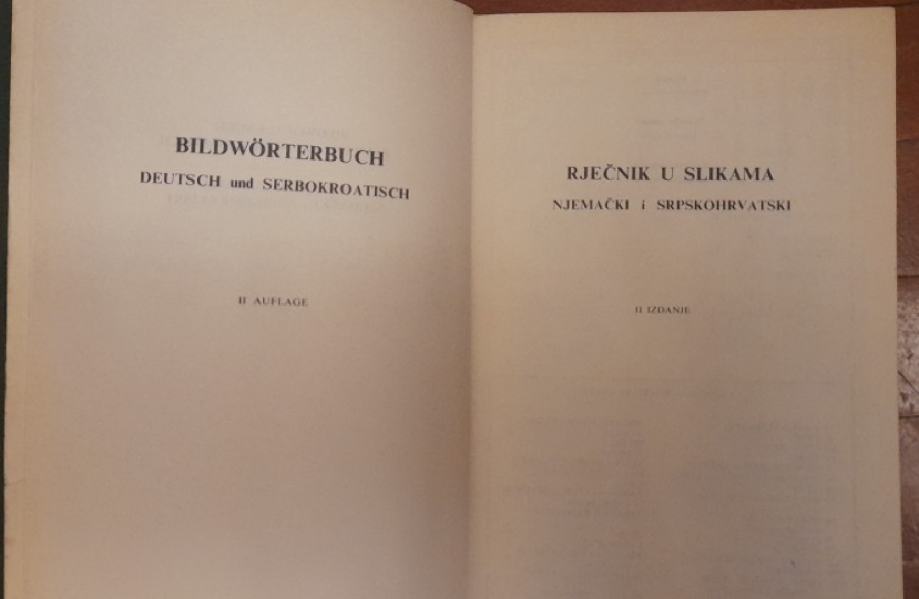 BILDWÖRTERBUCH
DEUTSCH und SERBOKROATISCH
II AUFLAGE
RJEČNIK U SLIKAMA
NJEMAČKI i SRPSKOHRVATSKI
II IZDANJE